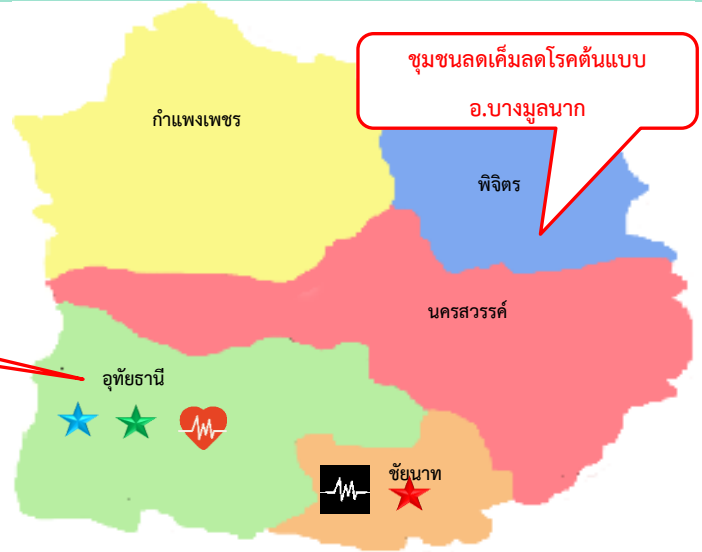 ชุมชนลดเค็มลดโรคต้นแบบ
อ.บางมูลนาก
กำแพงเพชร
พิจิตร
นครสวรรค์
อุทัยธานี
ชัยนาท